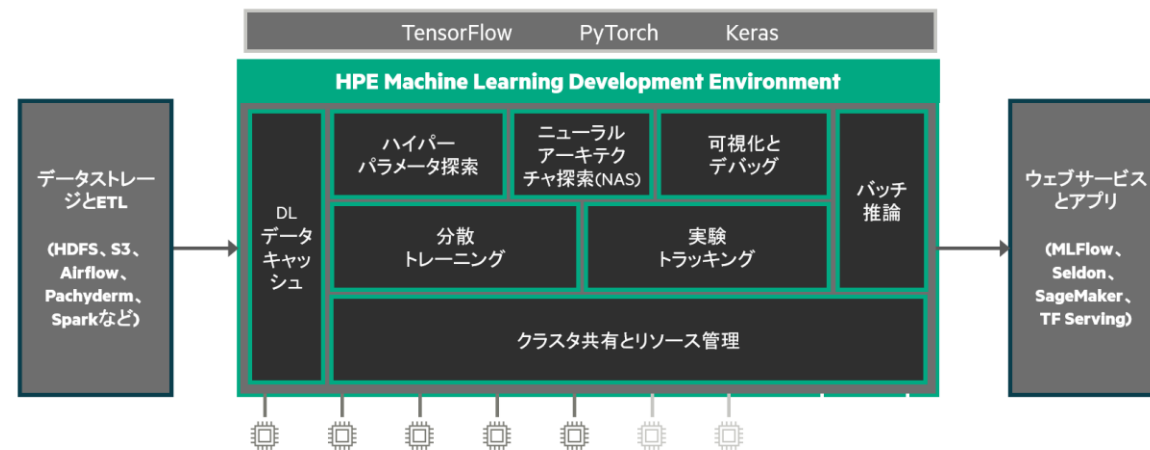 TensorFlow PyTorch Keras
HPE Machine Learning Development Environment
データストレー
ジとETL
(HDFS、S3、
Airflow、
Pachyderm、
Sparkなど)
DL
データ
キャッ
シュ
ハイパー
パラメータ探索
ニューラル
アーキテク
チャ探索(NAS)
可視化と
デバッグ
分散
トレーニング
実験
トラッキング
バッチ
推論
クラスタ共有とリソース管理
ウェブサービス
とアプリ
(MLFlow、
Seldon、
SageMaker、
TF Serving)